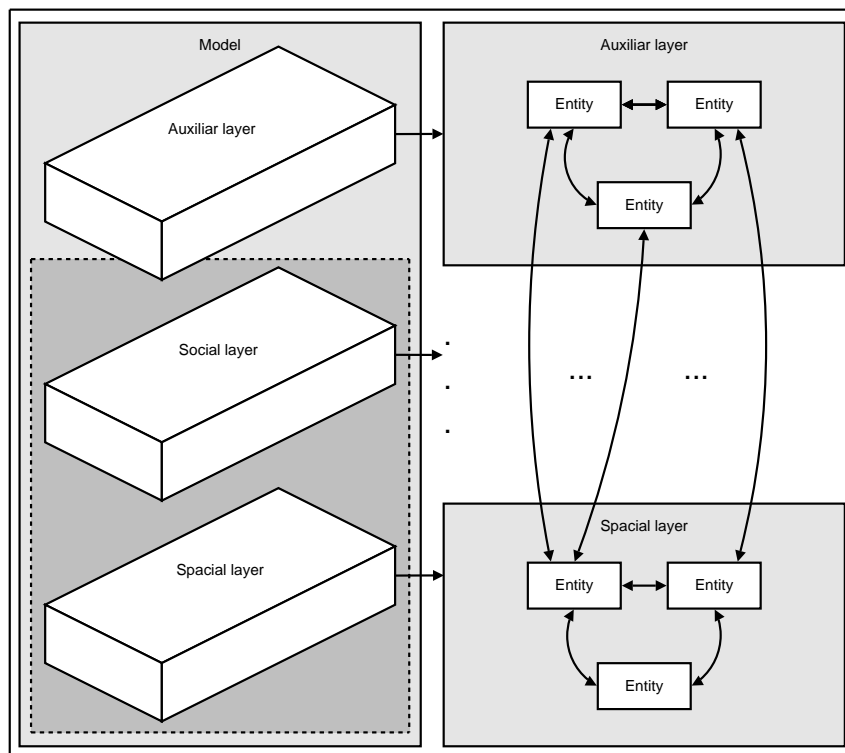 Model
Auxiliar layer
Social layer
Spacial layer
Auxiliar layer
Entity
Entity
Entity
.
.
.
...
...
Spacial layer
Entity
Entity
Entity